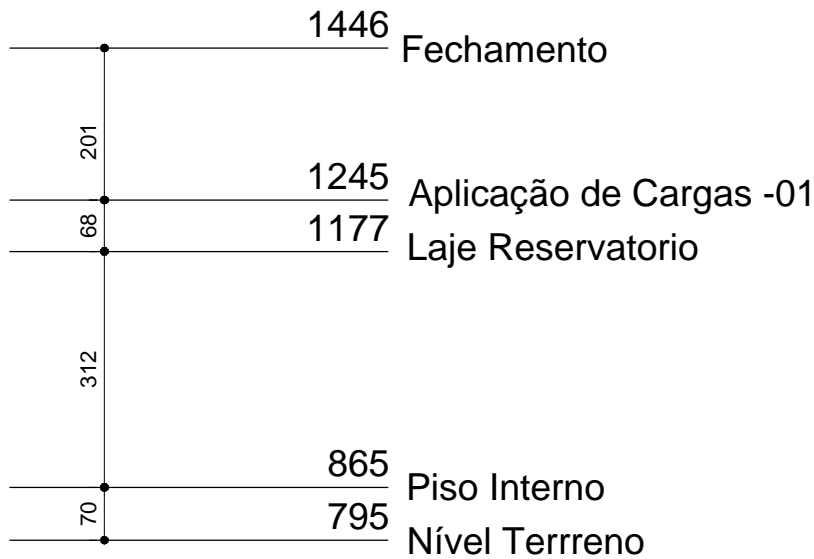 1446
Fechamento
201
1245
Aplicação de Cargas -01
68
1177
Laje Reservatorio
312
865
Piso Interno
70
795
Nível Terrreno